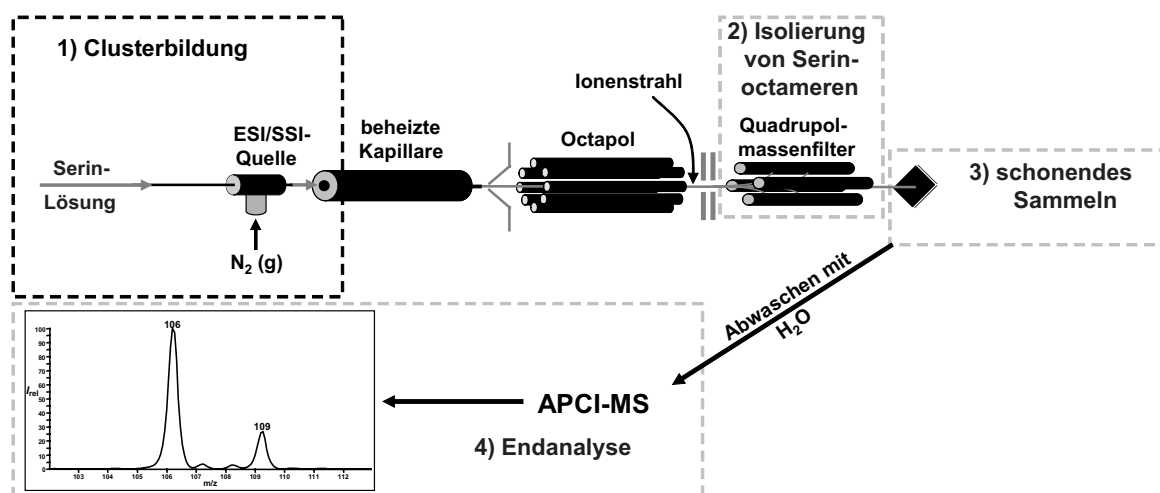 1) Clusterbildung
2) Isolierung
von Serin-
octameren
Ionenstrahl
ESI/SSI-
Quelle
beheizte
Kapillare
Octapol
Quadrupol-
massenfilter
Serin-
Lösung
3) schonendes
Sammeln
N2 (g)
Abwaschen mit
H2O
106
100
90
80
70
60
50
40
30
20
10
0
Irel
109
103 104 105 106 107 108 109 110 111 112
m/z
APCI-MS
4) Endanalyse